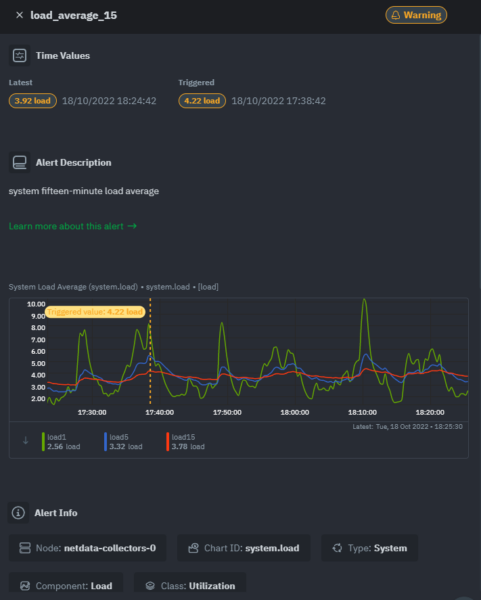 × load_average_15 Warning
Time Values
Latest Triggered
3.92 load 18/10/2022 18:24:42 4.22 load 18/10/2022 17:38:42
Alert Description
system fifteen-minute load average
Learn more about this alert →
System Load Average (system.load) • system.load • [load]
10.00
Triggered value: 4.22 load
9.00
8.00
7.00
6.00
5.00
4.00
3.00
2.00
17:30:00 17:40:00 17:50:00 18:00:00 18:10:00 18:20:00
Latest: Tue, 18 Oct 2022 • 18:25:30
↓ load1 load5 load15
2.56 load 3.32 load 3.78 load
Alert Info
Node: netdata-collectors-0 Chart ID: system.load Type: System
Component: Load Class: Utilization